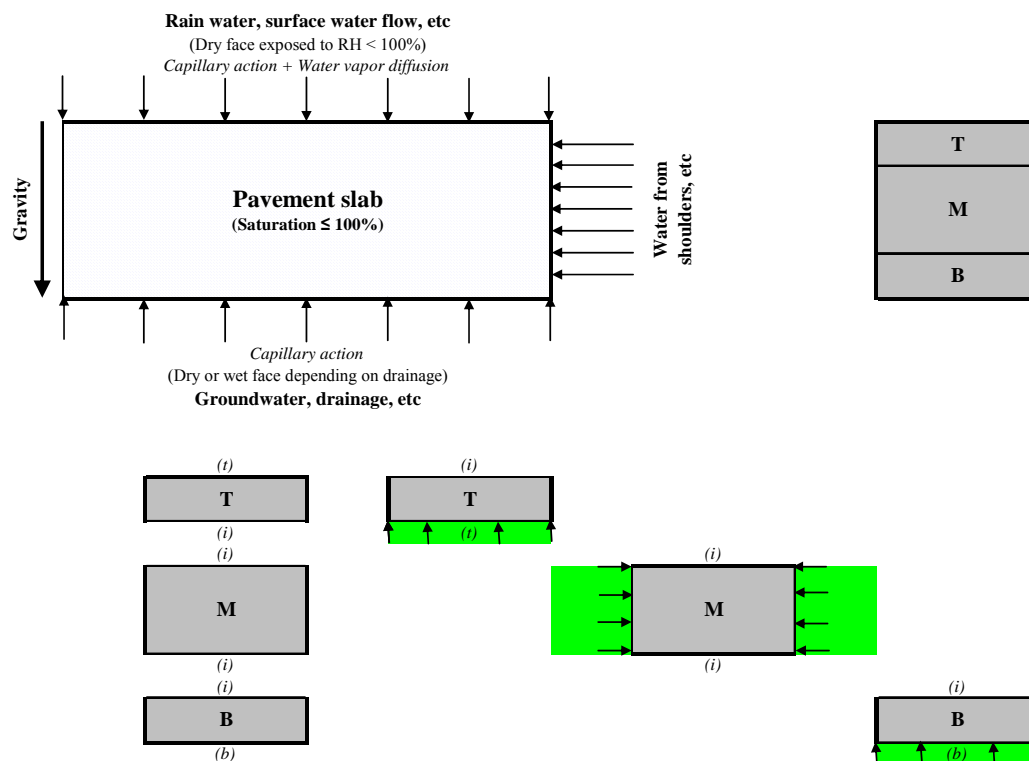 Rain water, surface water flow, etc
(Dry face exposed to RH < 100%)
Capillary action + Water vapor diffusion
Gravity
Pavement slab
(Saturation ≤ 100%)
Water from
shoulders, etc
T
M
B
Capillary action
(Dry or wet face depending on drainage)
Groundwater, drainage, etc
(t)
T
(i)
(i)
M
(i)
(i)
B
(b)
(i)
T
(t)
(i)
M
(i)
(i)
B
(b)